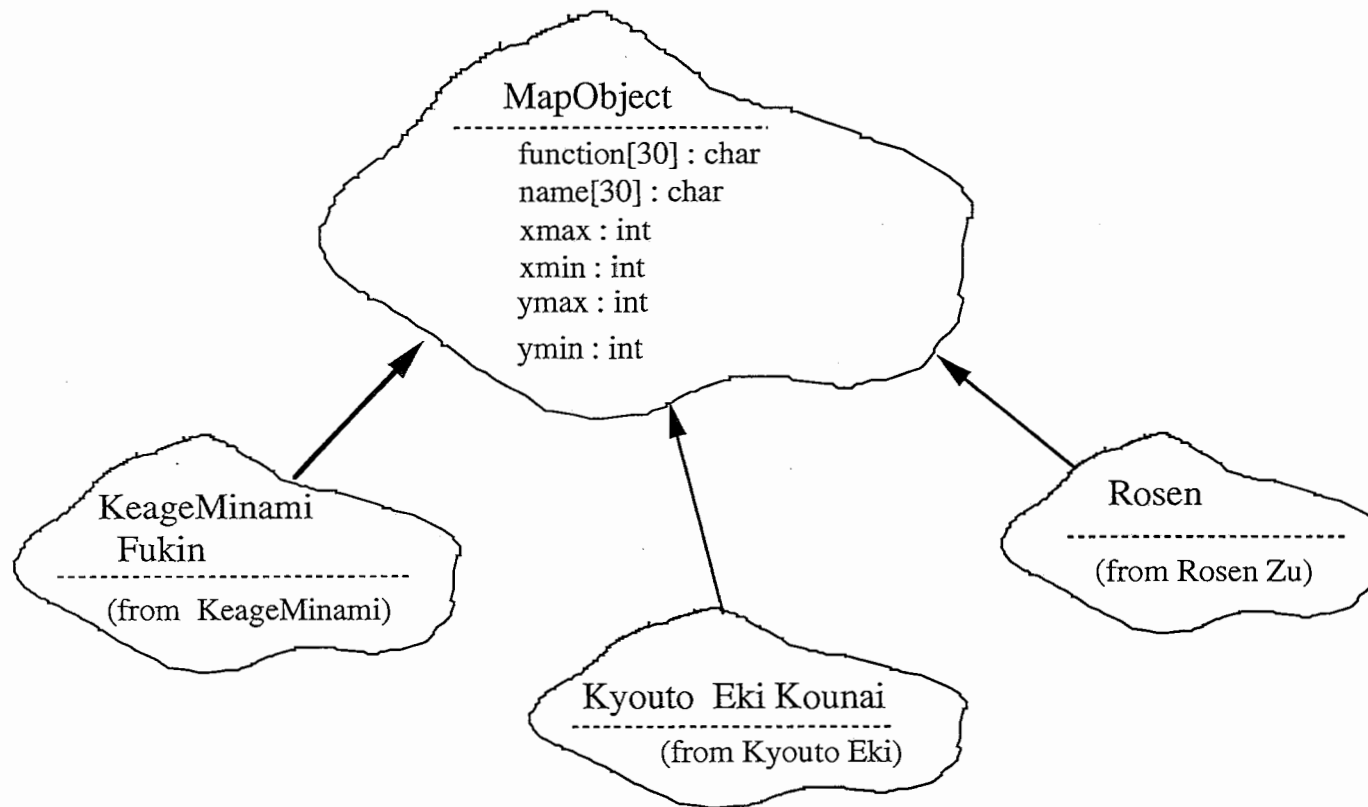 MapObject
function[30] : char
name[30] : char
xmax : int
xmin : int
ymax : int
ymin : int
KeageMinami
Fukin
(from KeageMinami)
Kyouto Eki Kounai
(from Kyouto Eki)
Rosen
(from Rosen Zu)